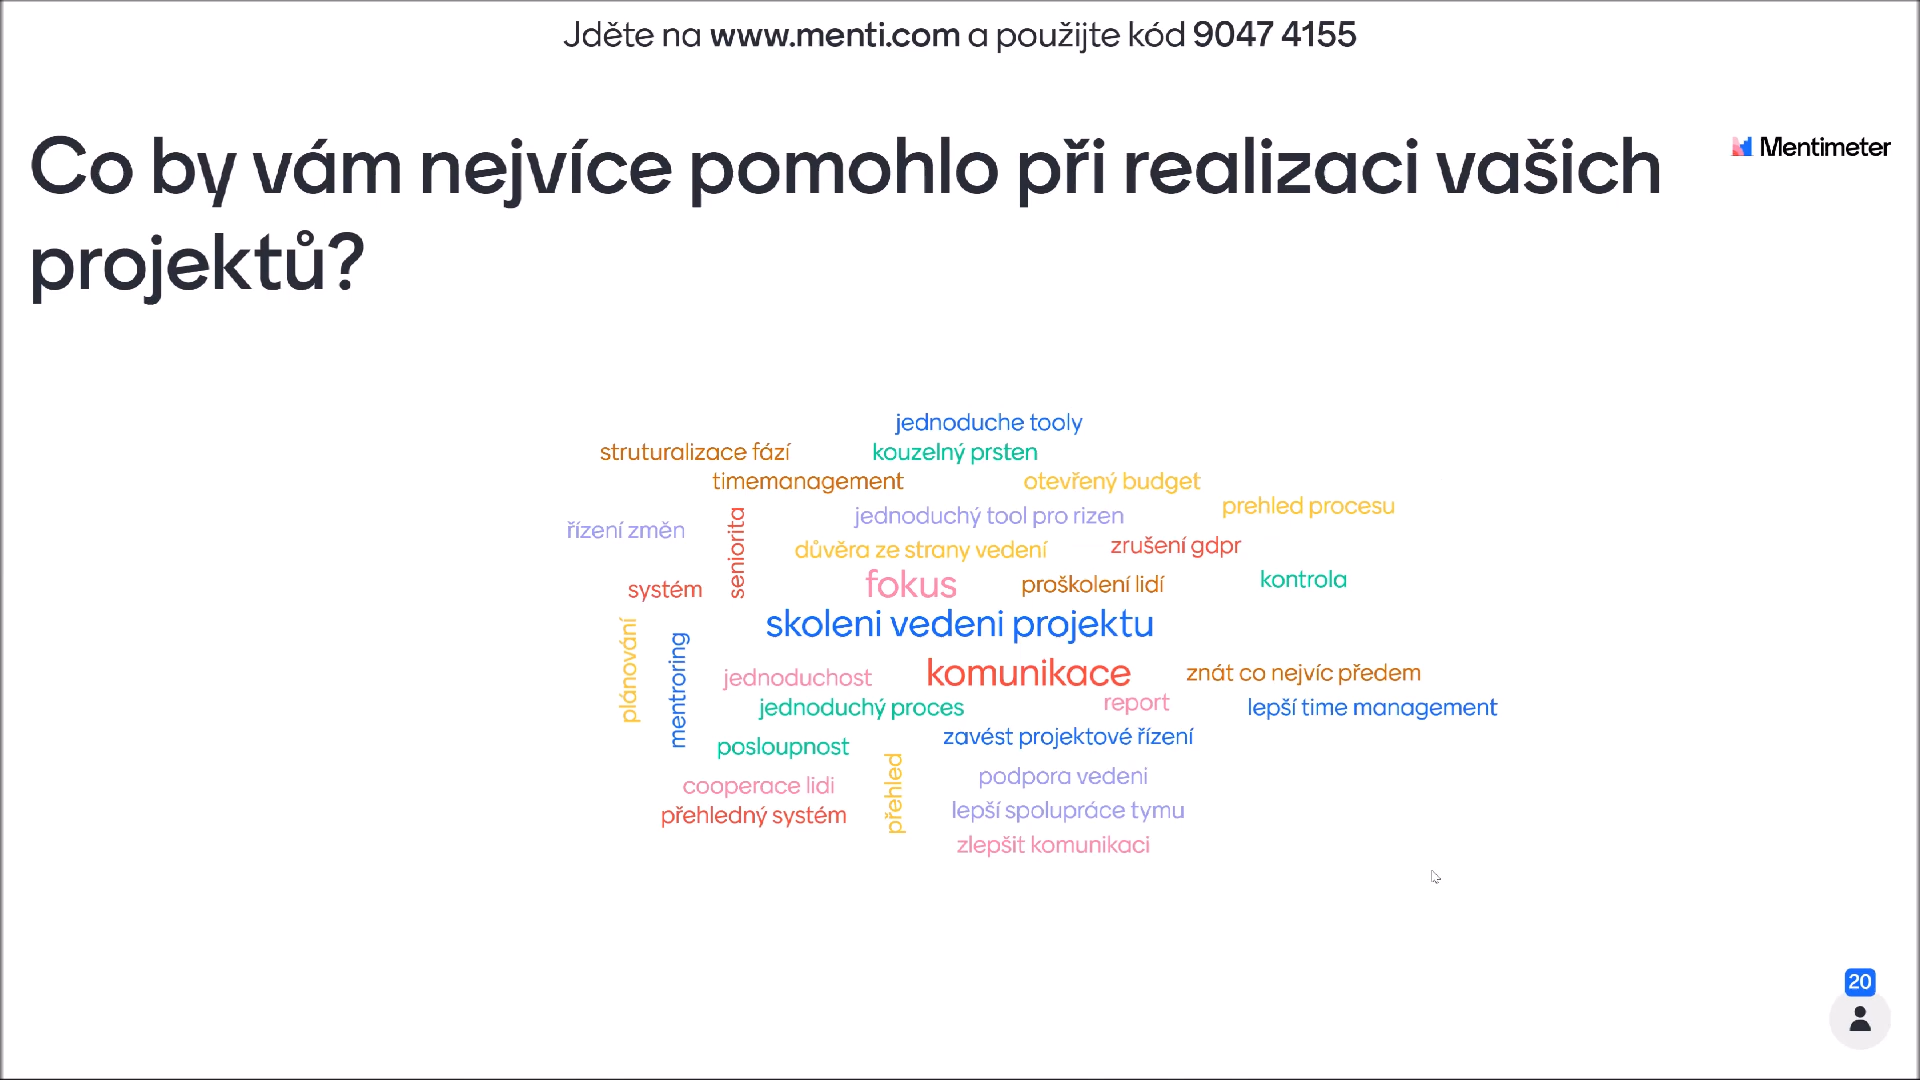 Jděte na www.menti.com a použijte kód 9047 4155
Co by vám nejvíce pomohlo při realizaci vašich
projektů?
Mentimeter
jednoduche tooly
struturalizace fází
kouzelný prsten
timemanagement
otevřený budget
prehled procesu
jednoduchý tool pro rizen
řízení změn
seniorita
důvěra ze strany vedení
zrušení gdpr
fokus
proškolení lidí
kontrola
systém
skoleni vedeni projektu
plánování
mentroring
jednoduchost
komunikace
znát co nejvíc předem
jednoduchý proces
report
lepší time management
posloupnost
zavést projektové řízení
cooperace lidi
přehled
podpora vedeni
přehledný systém
lepší spolupráce tymu
zlepšit komunikaci
20